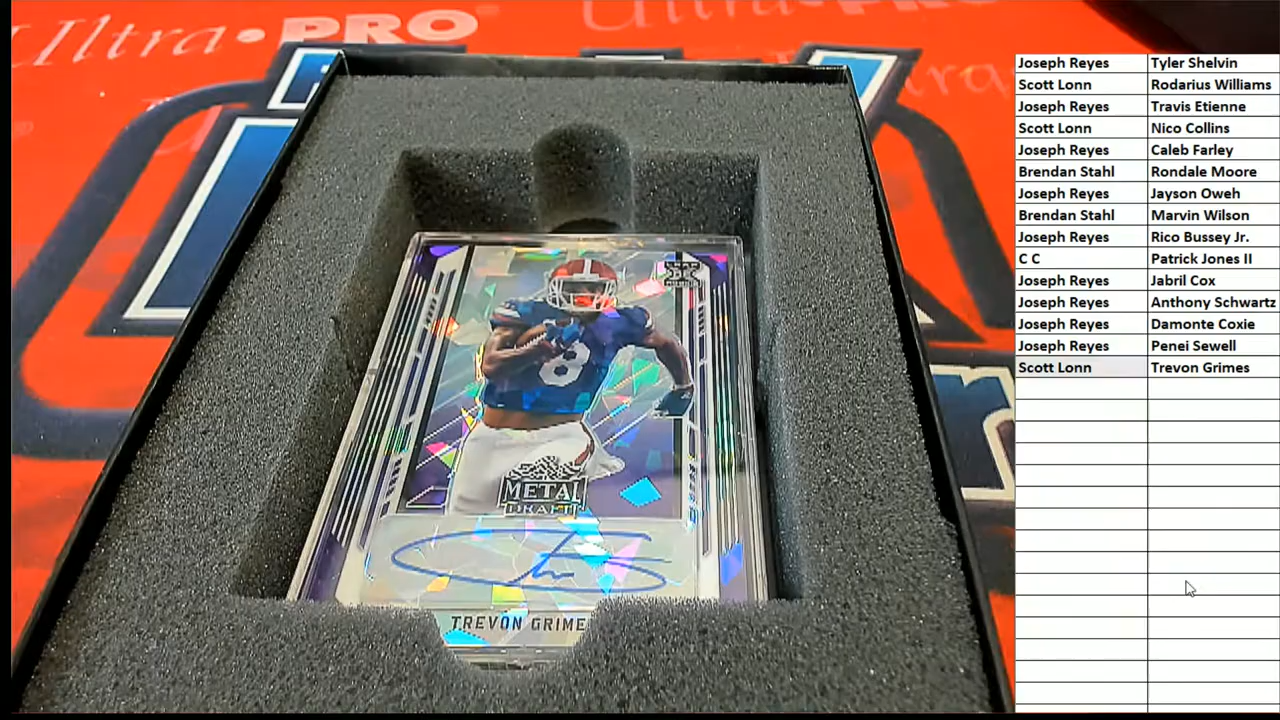 Ultra•PRO
Ultra•PRO
Joseph Reyes Tyler Shelvin
Scott Lonn Rodarius Williams
Joseph Reyes Travis Etienne
Scott Lonn Nico Collins
Joseph Reyes Caleb Farley
Brendan Stahl Rondale Moore
Joseph Reyes Jayson Oweh
Brendan Stahl Marvin Wilson
Joseph Reyes Rico Bussey Jr.
C C Patrick Jones II
Joseph Reyes Jabril Cox
Joseph Reyes Anthony Schwartz
Joseph Reyes Damonte Coxie
Joseph Reyes Penei Sewell
Scott Lonn Trevon Grimes
8
METAL
DRAFT
TREVON GRIME